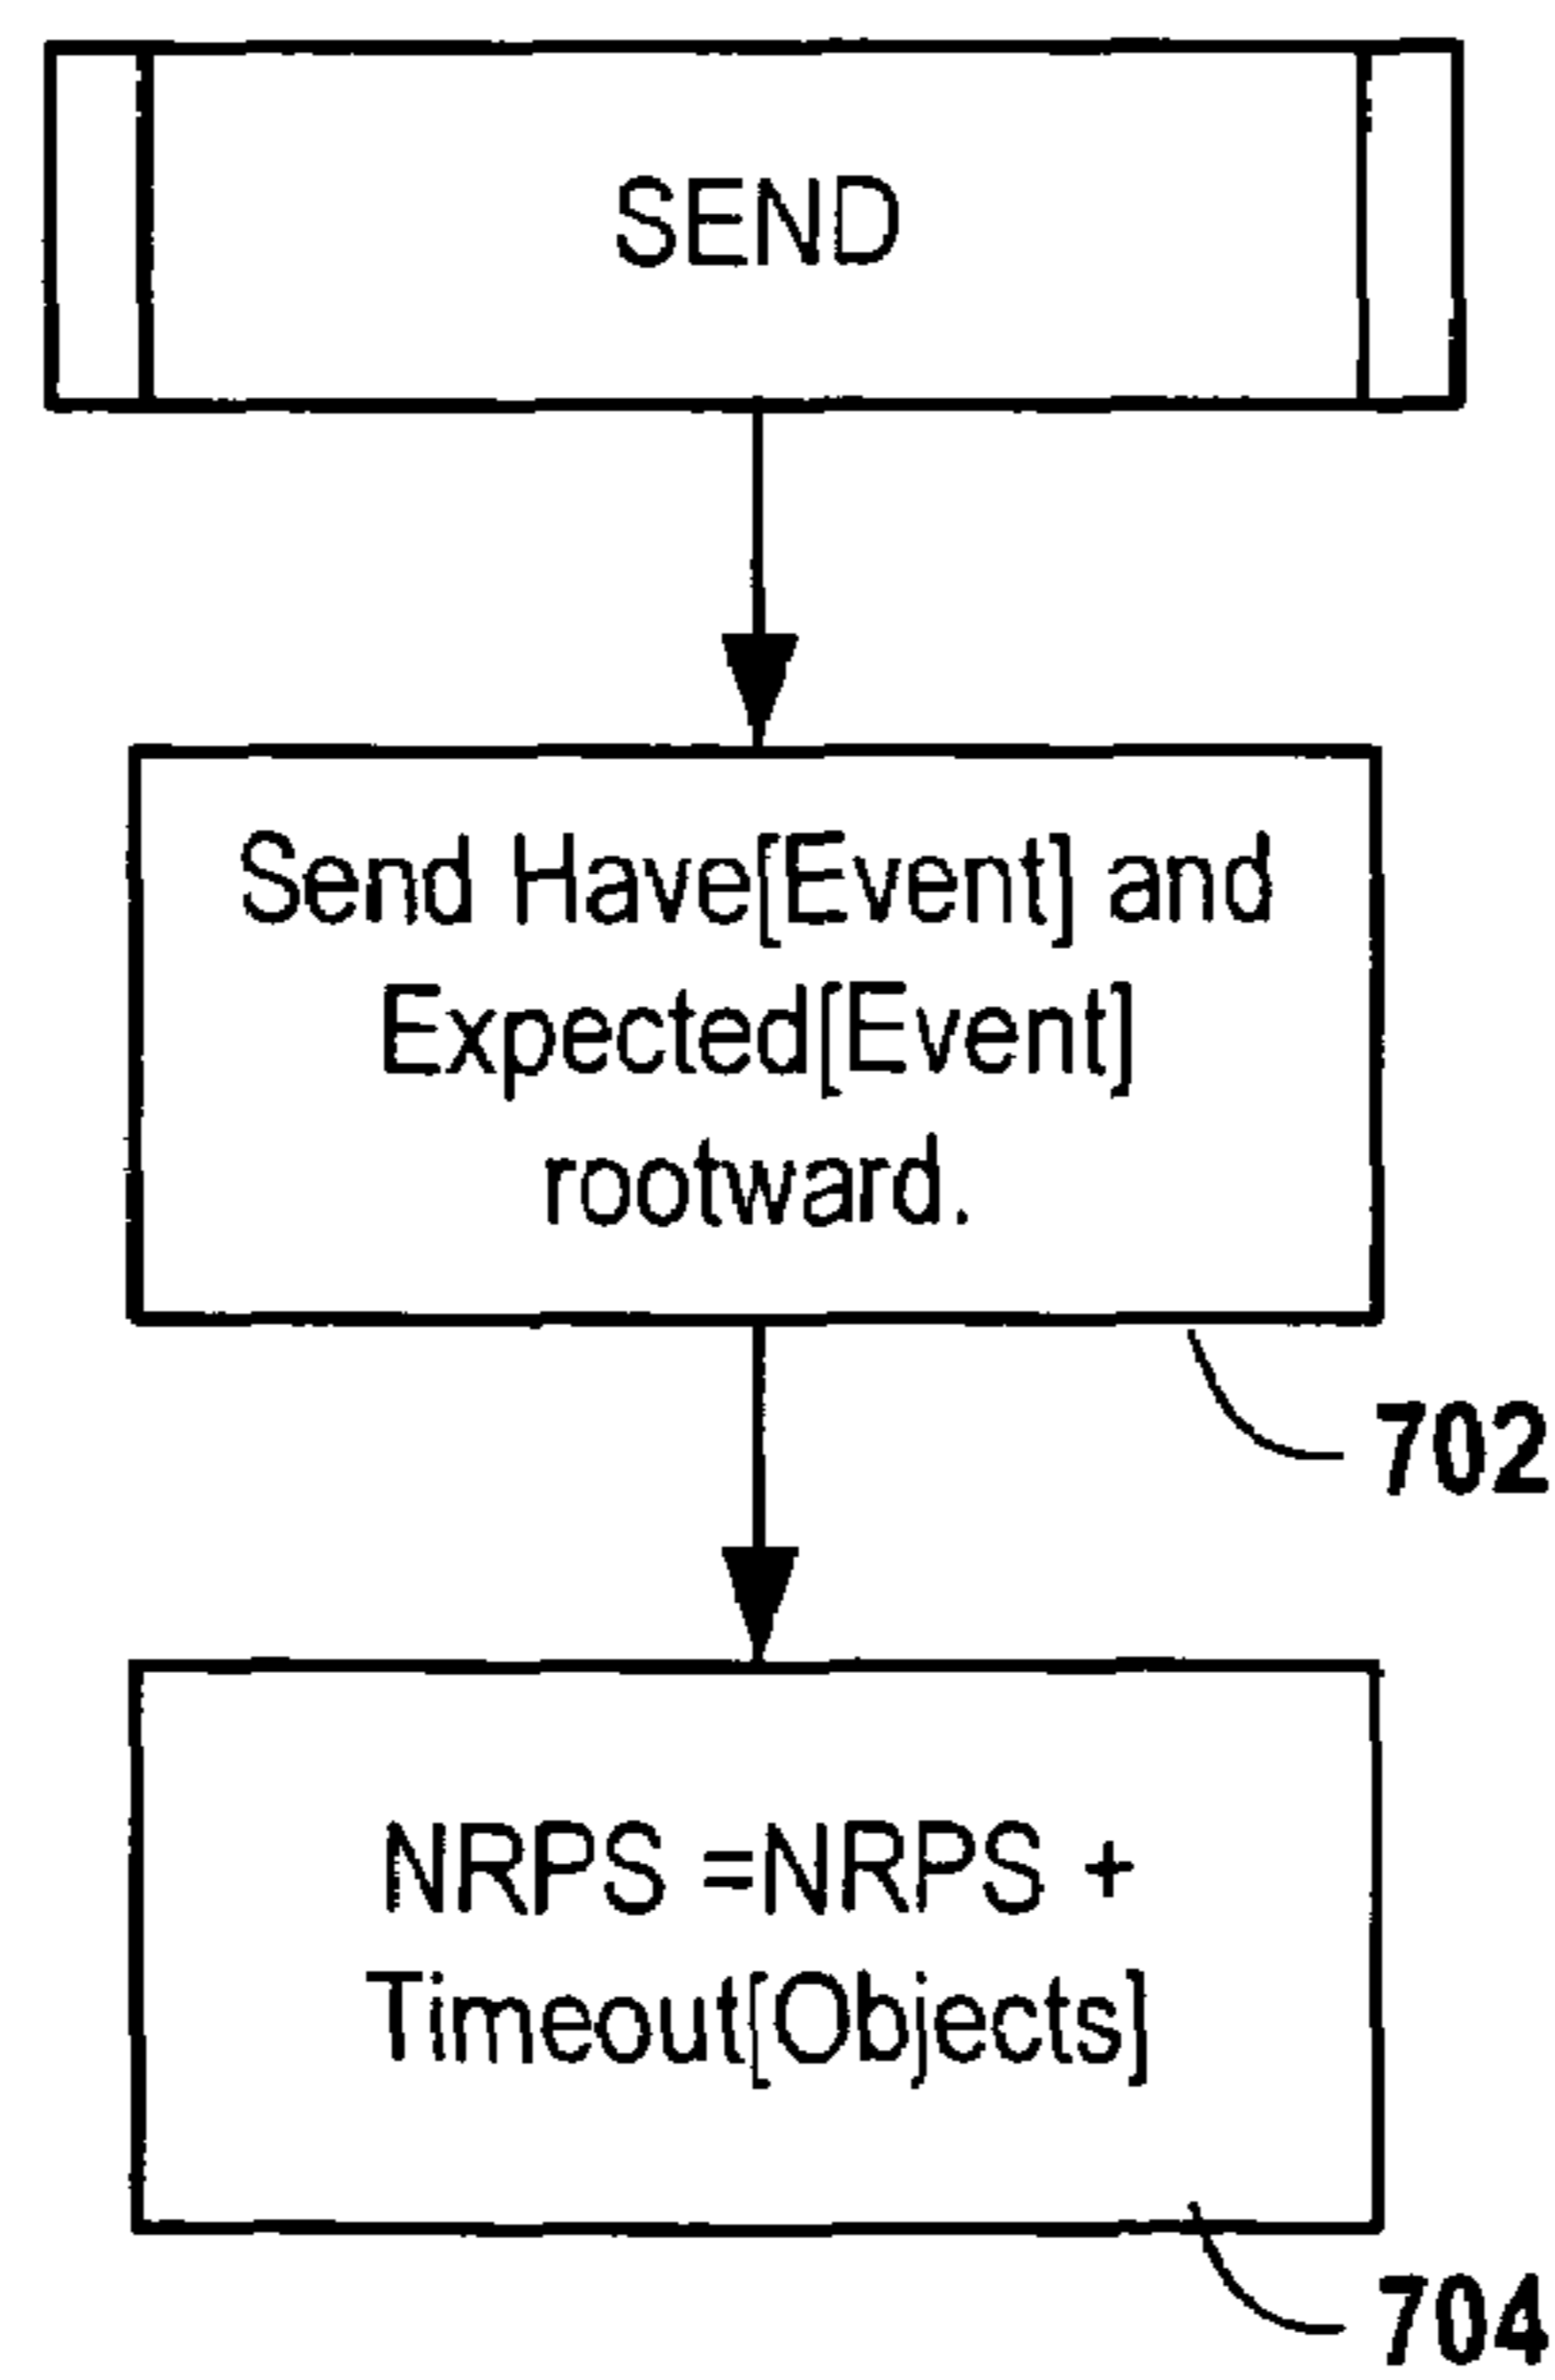 SEND
Send Have[Event] and
Expected[Event]
rootward.
702
NRPS =NRPS +
Timeout[Objects]
704